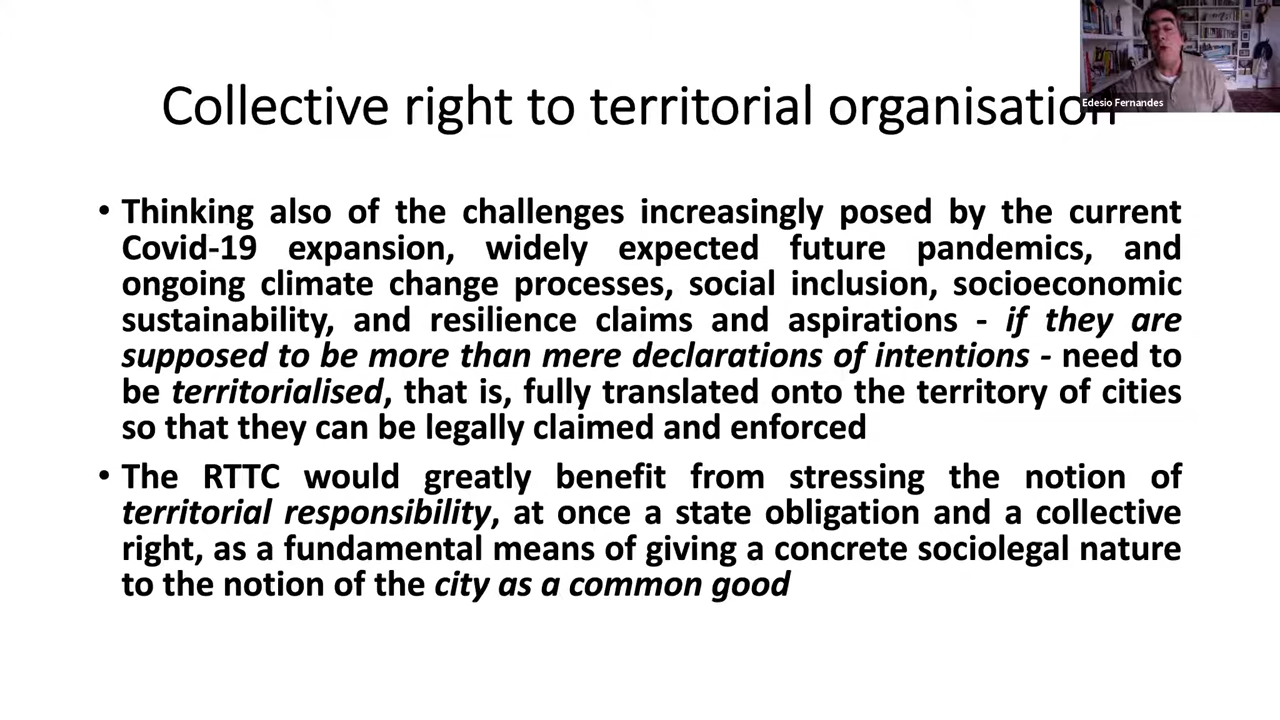 Collective right to territorial organisation
Edesio Fernandes
• Thinking also of the challenges increasingly posed by the current
Covid-19 expansion, widely expected future pandemics, and
ongoing climate change processes, social inclusion, socioeconomic
sustainability, and resilience claims and aspirations - if they are
supposed to be more than mere declarations of intentions - need to
be territorialised, that is, fully translated onto the territory of cities
so that they can be legally claimed and enforced
• The RTTC would greatly benefit from stressing the notion of
territorial responsibility, at once a state obligation and a collective
right, as a fundamental means of giving a concrete sociolegal nature
to the notion of the city as a common good